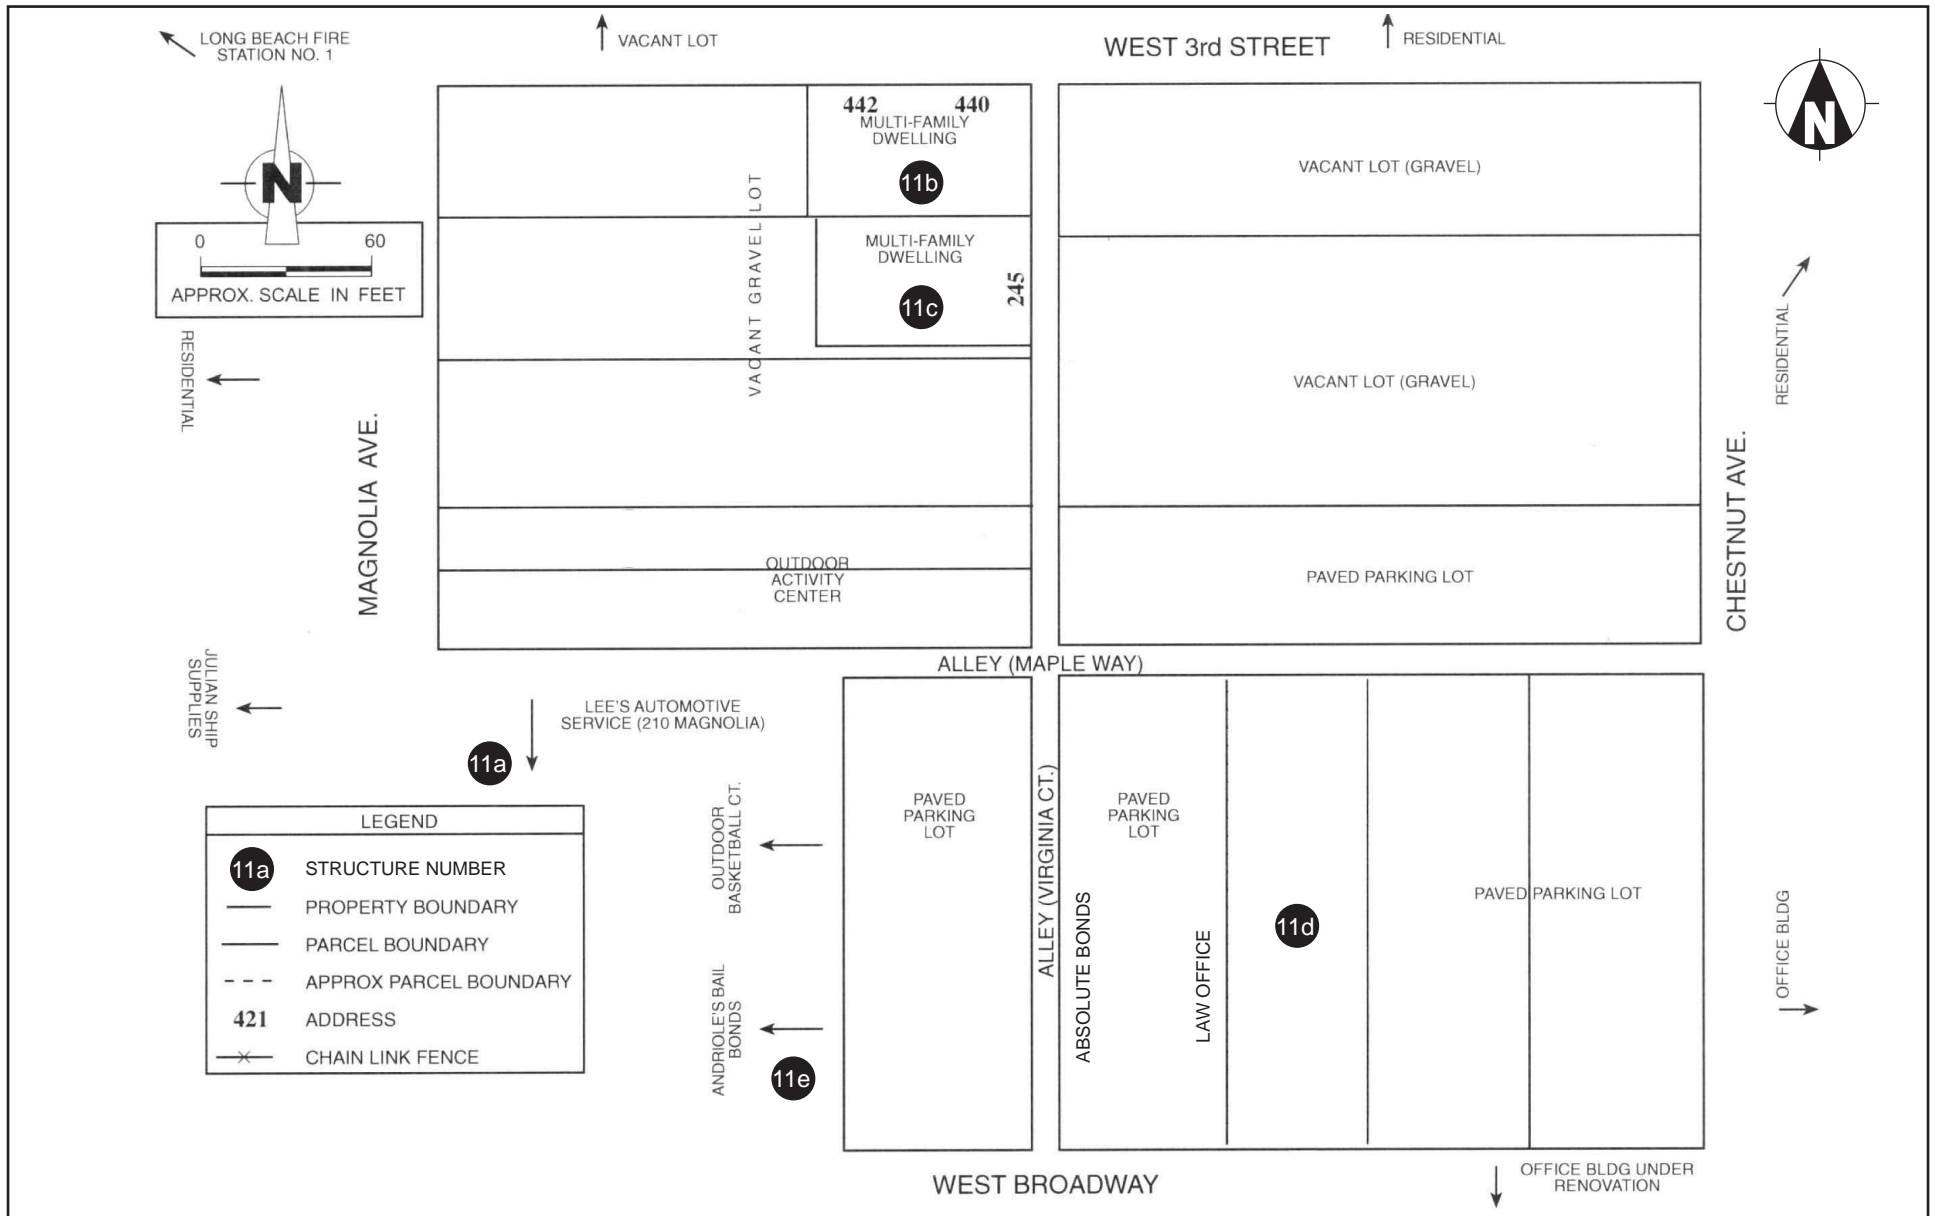 LONG BEACH FIRE
STATION NO. 1
VACANT LOT
WEST 3rd STREET
RESIDENTIAL
N
N
0 60
APPROX. SCALE IN FEET
442 440
MULTI-FAMILY
DWELLING
11b
VACANT LOT (GRAVEL)
VACANT GRAVEL LOT
MULTI-FAMILY
DWELLING
11c
245
RESIDENTIAL
VACANT LOT (GRAVEL)
RESIDENTIAL
MAGNOLIA AVE.
CHESTNUT AVE.
OUTDOOR
ACTIVITY
CENTER
PAVED PARKING LOT
ALLEY (MAPLE WAY)
JULIAN SHIP
SUPPLIES
LEE'S AUTOMOTIVE
SERVICE (210 MAGNOLIA)
11a
OUTDOOR
BASKETBALL CT.
PAVED
PARKING
LOT
ALLEY (VIRGINIA CT.)
PAVED
PARKING
LOT
ABSOLUTE BONDS
LAW OFFICE
11d
PAVED PARKING LOT
OFFICE BLDG
ANDRIOLE'S BAIL
BONDS
11e
LEGEND
11a STRUCTURE NUMBER
PROPERTY BOUNDARY
PARCEL BOUNDARY
APPROX PARCEL BOUNDARY
421 ADDRESS
CHAIN LINK FENCE
WEST BROADWAY
OFFICE BLDG UNDER
RENOVATION